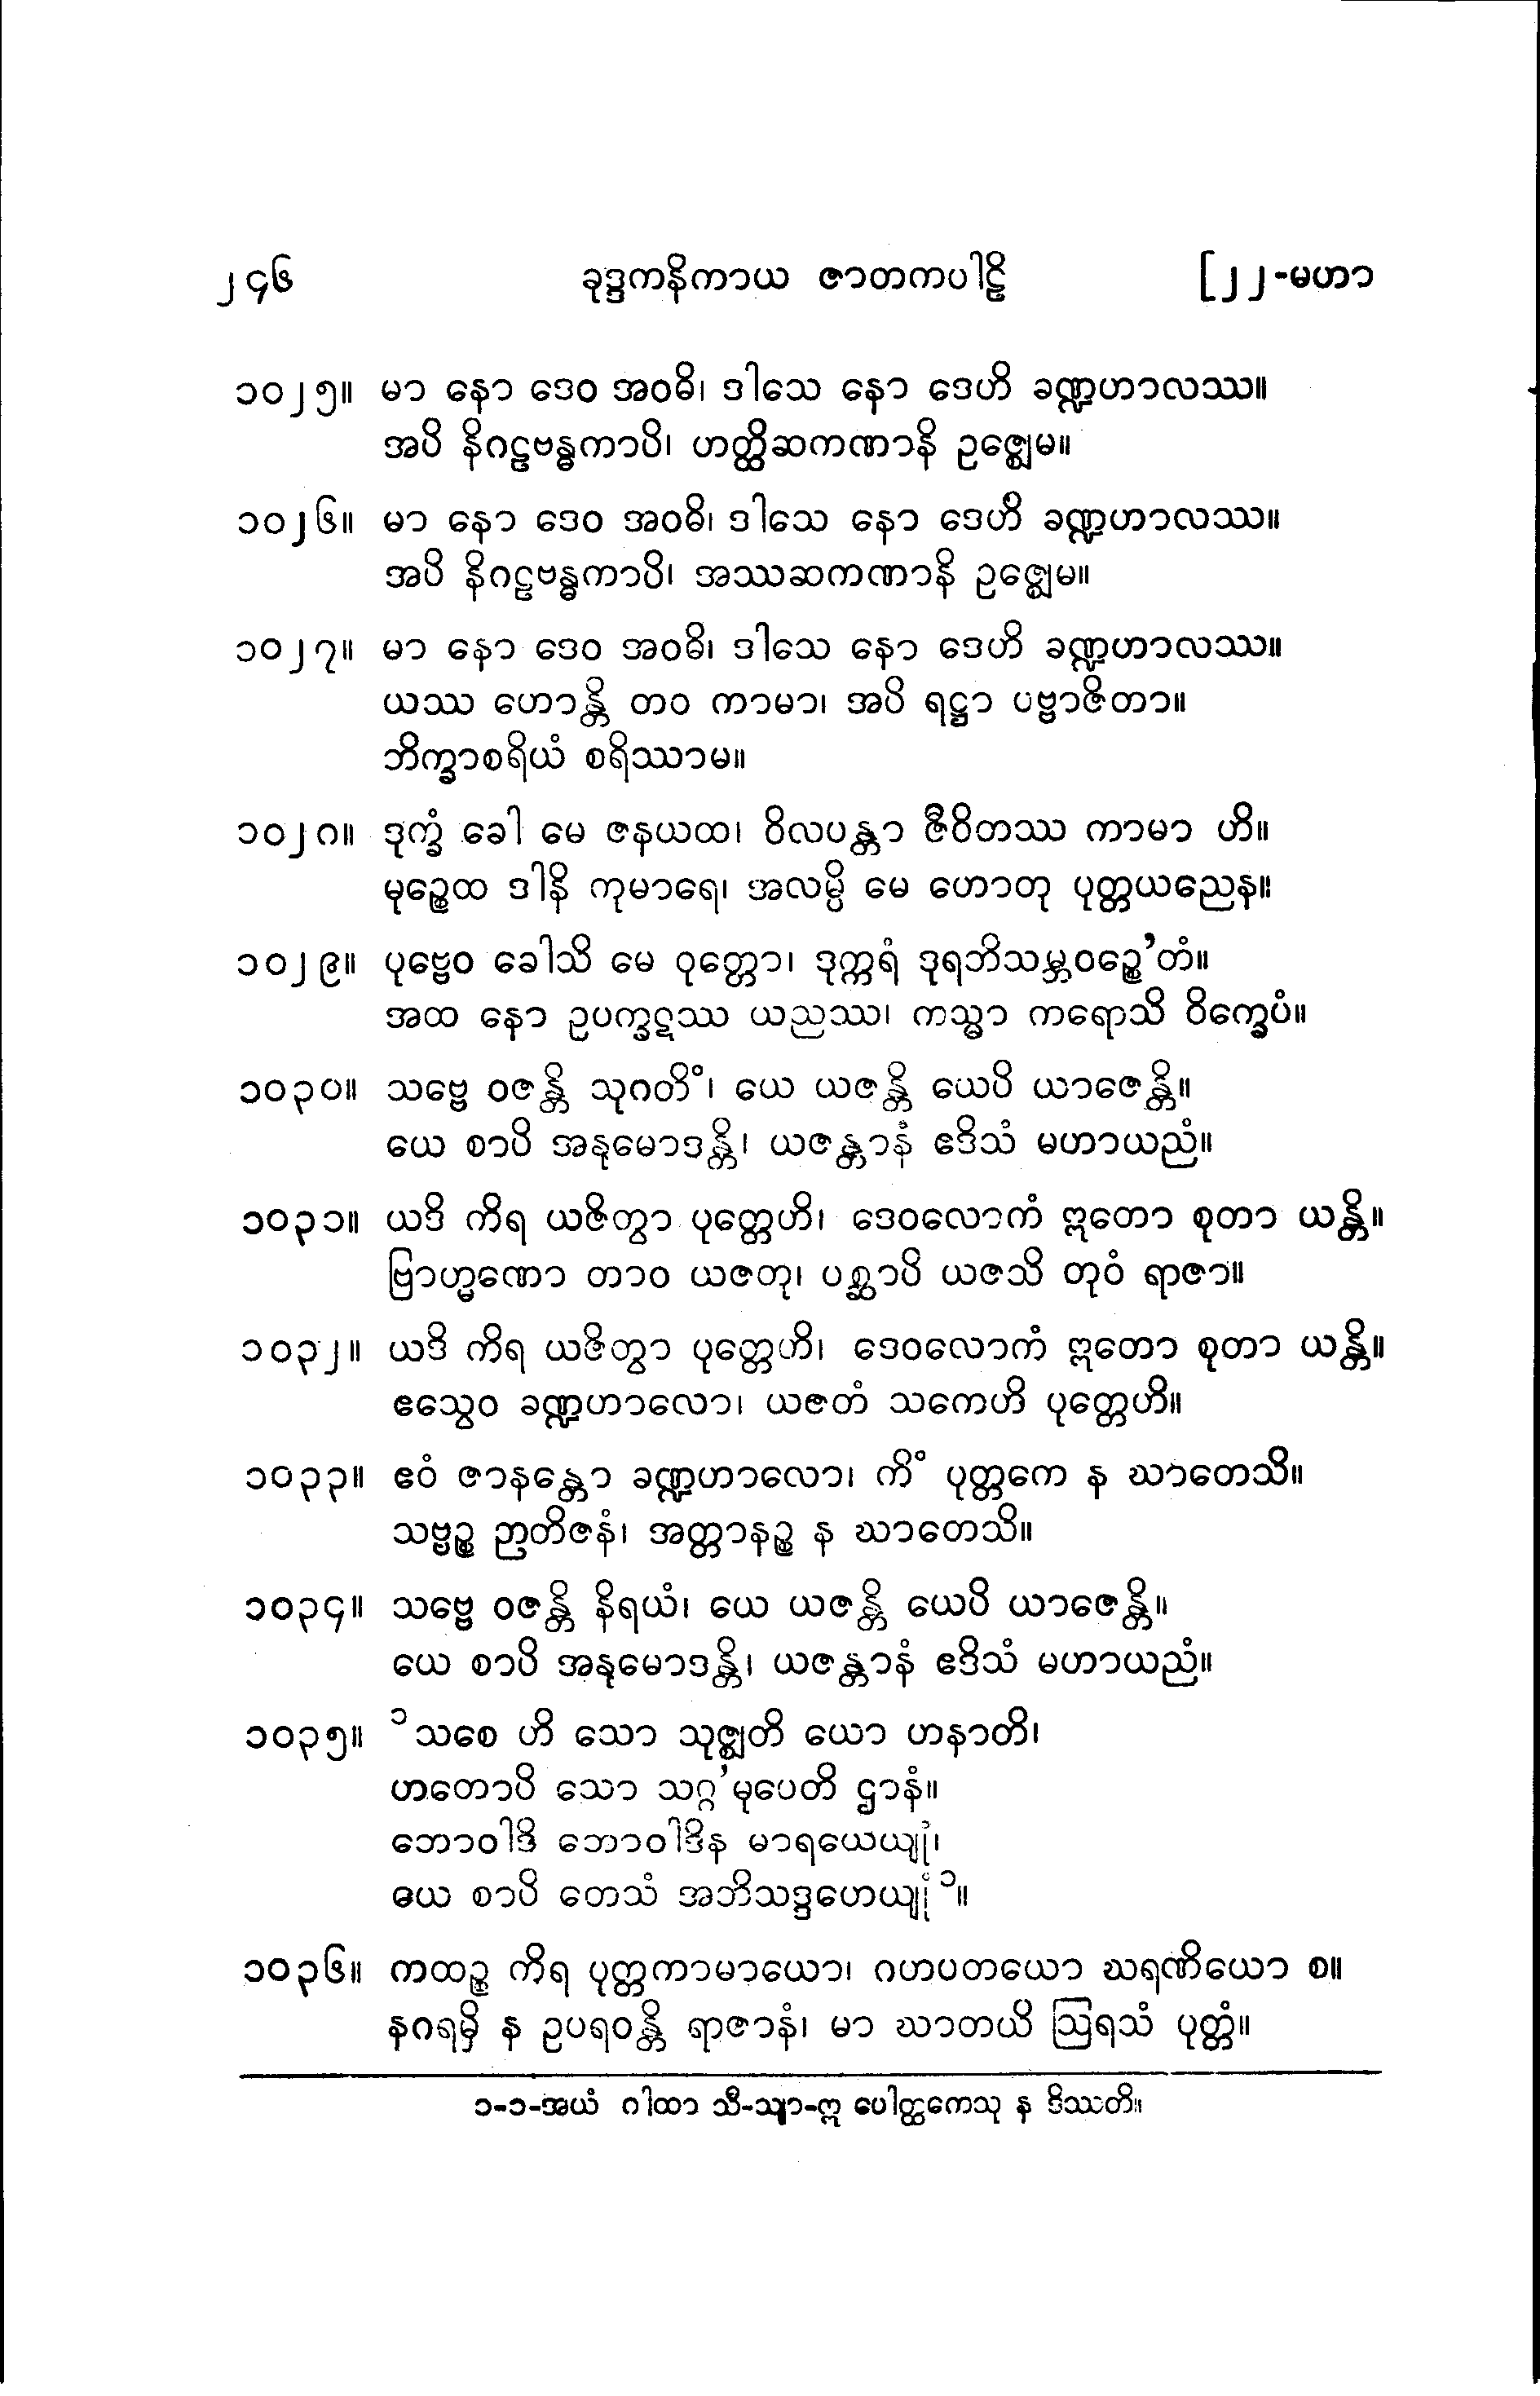 ၂၄၆ ခုဒ္ဒကနိကာယ ဇာတကပါဠိ [၂၂-မဟာ
၁၀၂၅။ မာ နော ဒေဝ အဝဓိ၊ ဒါသေ နော ဒေဟိ ခဏ္ဍဟာလဿ။
အပိ နိဂဠဗန္ဓကာပိ၊ ဟတ္ထိဆကဏာနိ ဥဇ္ဈေမ။
၁၀၂၆။ မာ နော ဒေဝ အဝဓိ၊ ဒါသေ နော ဒေဟိ ခဏ္ဍဟာလဿ။
အပိ နိဂဠဗန္ဓကာပိ၊ အဿဆကဏာနိ ဥဇ္ဈေမ။
၁၀၂၇။ မာ နော ဒေဝ အဝဓိ၊ ဒါသေ နော ဒေဟိ ခဏ္ဍဟာလဿ။
ယဿ ဟောန္တိ တဝ ကာမာ၊ အပိ ရဋ္ဌာ ပဗ္ဗာဇိတာ။
ဘိက္ခာစရိယံ စရိဿာမ။
၁၀၂၈။ ဒုက္ခံ ခေါ မေ ဇနယထ၊ ဝိလပန္တာ ဇီဝိတဿ ကာမာ ဟိ။
မုဉ္စေထ ဒါနိ ကုမာရေ၊ အလမ္ပိ မေ ဟောတု ပုတ္တယညေန။
၁၀၂၉။ ပုဗ္ဗေဝ ခေါသိ မေ ဝုတ္တော၊ ဒုက္ကရံ ဒုရဘိသမ္ဘဝဉ္စေ’တံ။
အထ နော ဥပက္ခဋဿ ယညဿ၊ ကသ္မာ ကရောသိ ဝိက္ခေပံ။
၁၀၃၀။ သဗ္ဗေ ဝဇန္တိ သုဂတိံ၊ ယေ ယဇန္တိ ယေပိ ယာဇေန္တိ။
ယေ စာပိ အနုမောဒန္တိ၊ ယဇန္တာနံ ဧဒိသံ မဟာယညံ။
၁၀၃၁။ ယဒိ ကိရ ယဇိတွာ ပုတ္တေဟိ၊ ဒေဝလောကံ ဣတော စုတာ ယန္တိ။
ဗြာဟ္မဏော တာဝ ယဇတု၊ ပစ္ဆာပိ ယဇသိ တုဝံ ရာဇာ။
၁၀၃၂။ ယဒိ ကိရ ယဇိတွာ ပုတ္တေဟိ၊ ဒေဝလောကံ ဣတော စုတာ ယန္တိ။
ဧသွေဝ ခဏ္ဍဟာလော၊ ယဇတံ သကေဟိ ပုတ္တေဟိ။
၁၀၃၃။ ဧဝံ ဇာနန္တော ခဏ္ဍဟာလော၊ ကိံ ပုတ္တကေ န ဃာတေသိ။
သဗ္ဗဉ္စ ဉာတိဇနံ၊ အတ္တာနဉ္စ န ဃာတေသိ။
၁၀၃၄။ သဗ္ဗေ ဝဇန္တိ နိရယံ၊ ယေ ယဇန္တိ ယေပိ ယာဇေန္တိ။
ယေ စာပိ အနုမောဒန္တိ၊ ယဇန္တာနံ ဧဒိသံ မဟာယညံ။
၁၀၃၅။ ၁သစေ ဟိ သော သုဇ္ဈတိ ယော ဟနာတိ၊
ဟတောပိ သော သဂ္ဂ’မုပေတိ ဌာနံ။
ဘောဝါဒိ ဘောဝါဒိန မာရယေယျုံ၊
ယေ စာပိ တေသံ အဘိသဒ္ဒဟေယျုံ၁။
၁၀၃၆။ ကထဉ္စ ကိရ ပုတ္တကာမာယော၊ ဂဟပတယော ဃရဏိယော စ။
နဂရမှိ န ဥပရဝန္တိ ရာဇာနံ၊ မာ ဃာတယိ ဩရသံ ပုတ္တံ။
၁-၁-အယံ ဂါထာ သီ-သျာ-ဣ ပေါတ္ထကေသု န ဒိဿတိ။